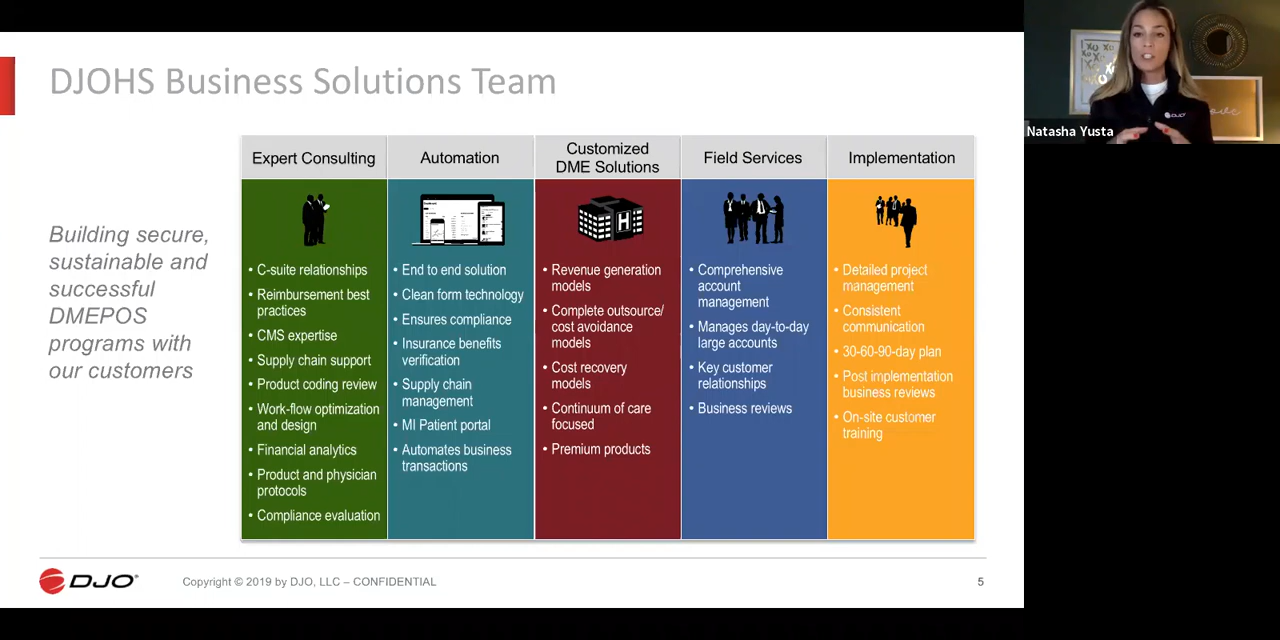 DJOHS Business Solutions Team
Natasha Yusta
DJO
Building secure,
sustainable and
successful
DMEPOS
programs with
our customers
Expert Consulting
• C-suite relationships
• Reimbursement best
practices
• CMS expertise
• Supply chain support
• Product coding review
• Work-flow optimization
and design
• Financial analytics
• Product and physician
protocols
• Compliance evaluation
Automation
• End to end solution
• Clean form technology
• Ensures compliance
• Insurance benefits
verification
• Supply chain
management
• MI Patient portal
• Automates business
transactions
Customized
DME Solutions
H
• Revenue generation
models
• Complete outsource/
cost avoidance
models
• Cost recovery
models
• Continuum of care
focused
• Premium products
Field Services
• Comprehensive
account
management
• Manages day-to-day
large accounts
• Key customer
relationships
• Business reviews
Implementation
• Detailed project
management
• Consistent
communication
• 30-60-90-day plan
• Post implementation
business reviews
• On-site customer
training
DJO®
Copyright © 2019 by DJO, LLC – CONFIDENTIAL
5